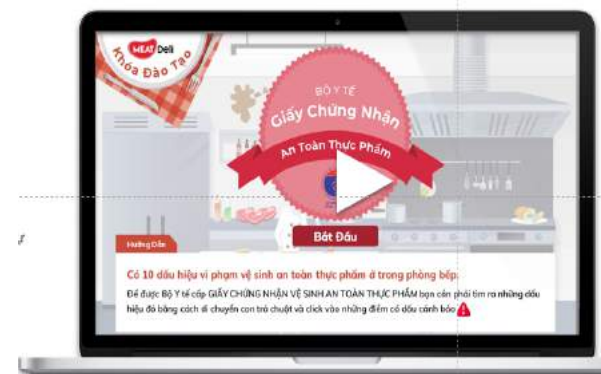 MEAT Deli
Khóa Đào Tạo
BỘ Y TẾ
Giấy Chứng Nhận
An Toàn Thực Phẩm
Bắt Đầu
Hướng Dẫn
Có 10 dấu hiệu vi phạm vệ sinh an toàn thực phẩm ở trong phòng bếp.
Để được Bộ Y tế cấp GIẤY CHỨNG NHẬN VỆ SINH AN TOÀN THỰC PHẨM bạn cần phải tìm ra những dấu
hiệu đó bằng cách di chuyển con trỏ chuột và click vào những điểm có dấu cảnh báo